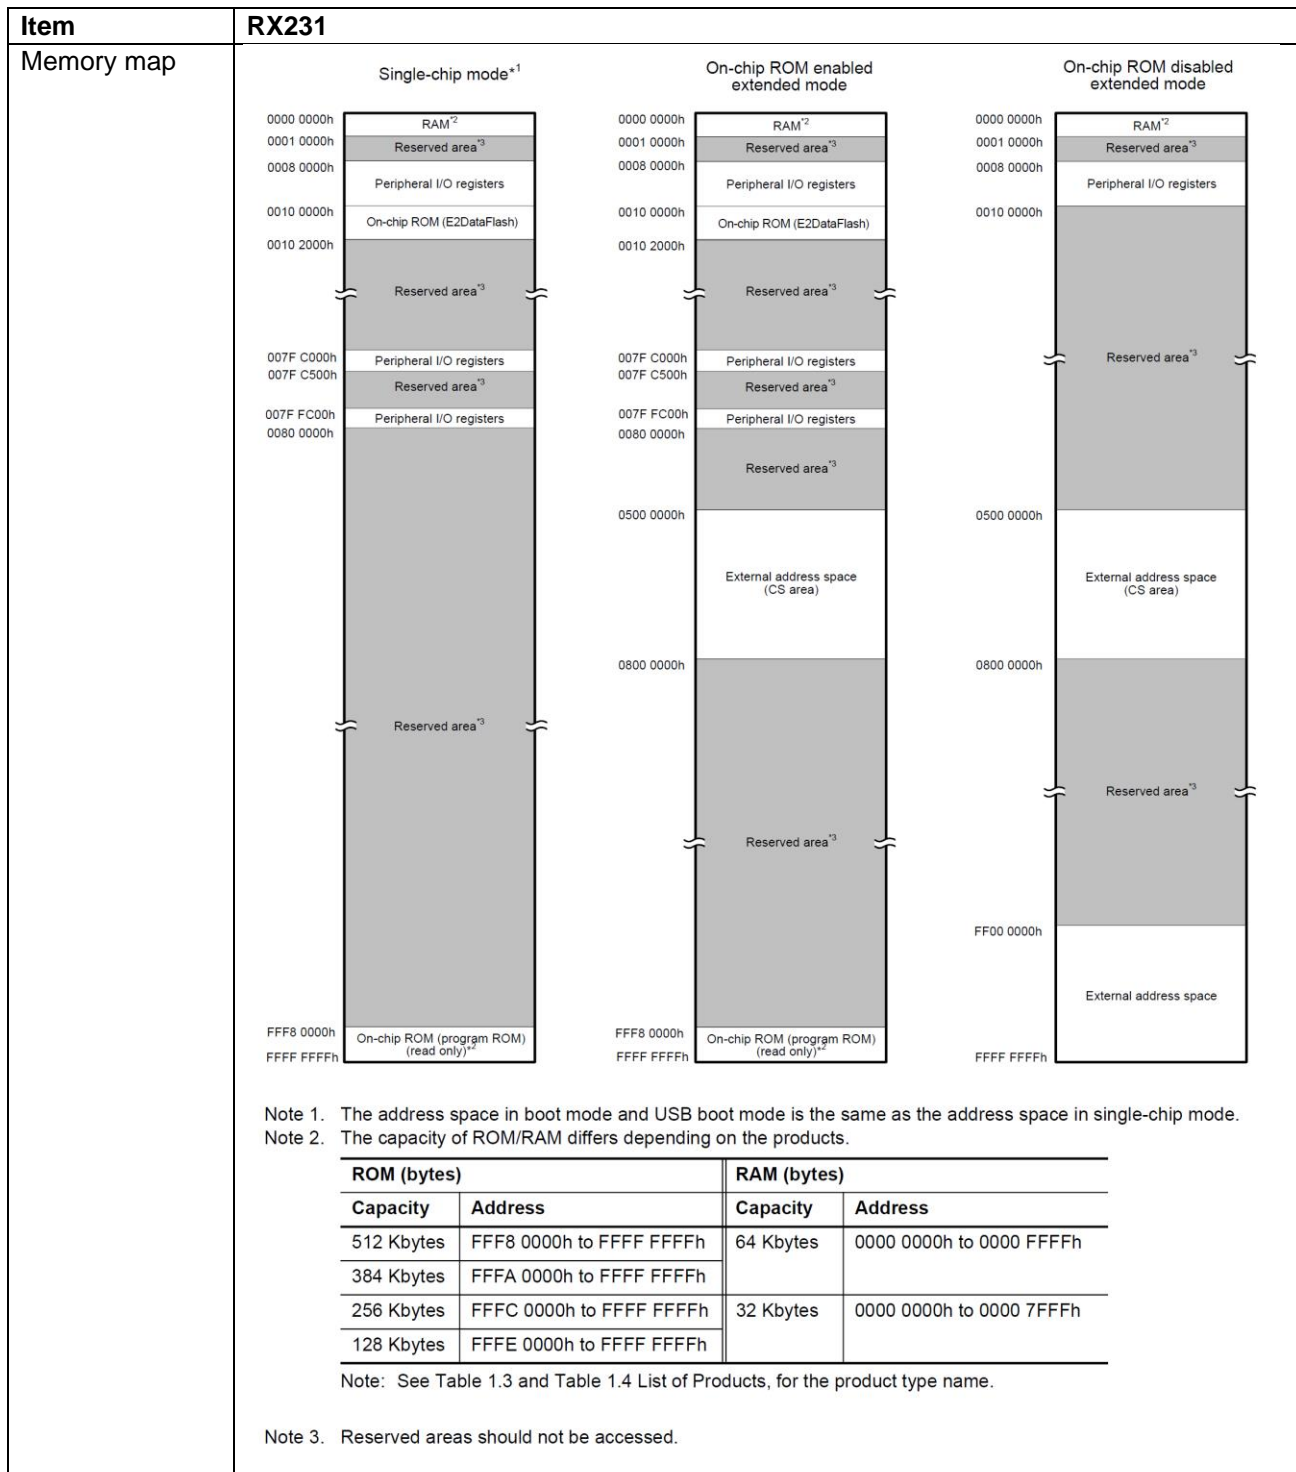 Item RX231
Memory map
Single-chip mode*1
0000 0000h
RAM*2
0001 0000h
Reserved area*3
0008 0000h
Peripheral I/O registers
0010 0000h
On-chip ROM (E2DataFlash)
0010 2000h
Reserved area*3
007F C000h
Peripheral I/O registers
007F C500h
Reserved area*3
007F FC00h
Peripheral I/O registers
0080 0000h
Reserved area*3
FFF8 0000h
On-chip ROM (program ROM)
(read only)*2
FFFF FFFFh
On-chip ROM enabled
extended mode
0000 0000h
RAM*2
0001 0000h
Reserved area*3
0008 0000h
Peripheral I/O registers
0010 0000h
On-chip ROM (E2DataFlash)
0010 2000h
Reserved area*3
007F C000h
Peripheral I/O registers
007F C500h
Reserved area*3
007F FC00h
Peripheral I/O registers
0080 0000h
Reserved area*3
0500 0000h
External address space
(CS area)
0800 0000h
Reserved area*3
FFF8 0000h
On-chip ROM (program ROM)
(read only)*2
FFFF FFFFh
On-chip ROM disabled
extended mode
0000 0000h
RAM*2
0001 0000h
Reserved area*3
0008 0000h
Peripheral I/O registers
0010 0000h
Reserved area*3
0500 0000h
External address space
(CS area)
0800 0000h
Reserved area*3
FF00 0000h
External address space
FFFF FFFFh
Note 1. The address space in boot mode and USB boot mode is the same as the address space in single-chip mode.
Note 2. The capacity of ROM/RAM differs depending on the products.
ROM (bytes) RAM (bytes)
Capacity Address Capacity Address
512 Kbytes FFF8 0000h to FFFF FFFFh 64 Kbytes 0000 0000h to 0000 FFFFh
384 Kbytes FFFA 0000h to FFFF FFFFh
256 Kbytes FFFC 0000h to FFFF FFFFh 32 Kbytes 0000 0000h to 0000 7FFFh
128 Kbytes FFFE 0000h to FFFF FFFFh
Note: See Table 1.3 and Table 1.4 List of Products, for the product type name.
Note 3. Reserved areas should not be accessed.